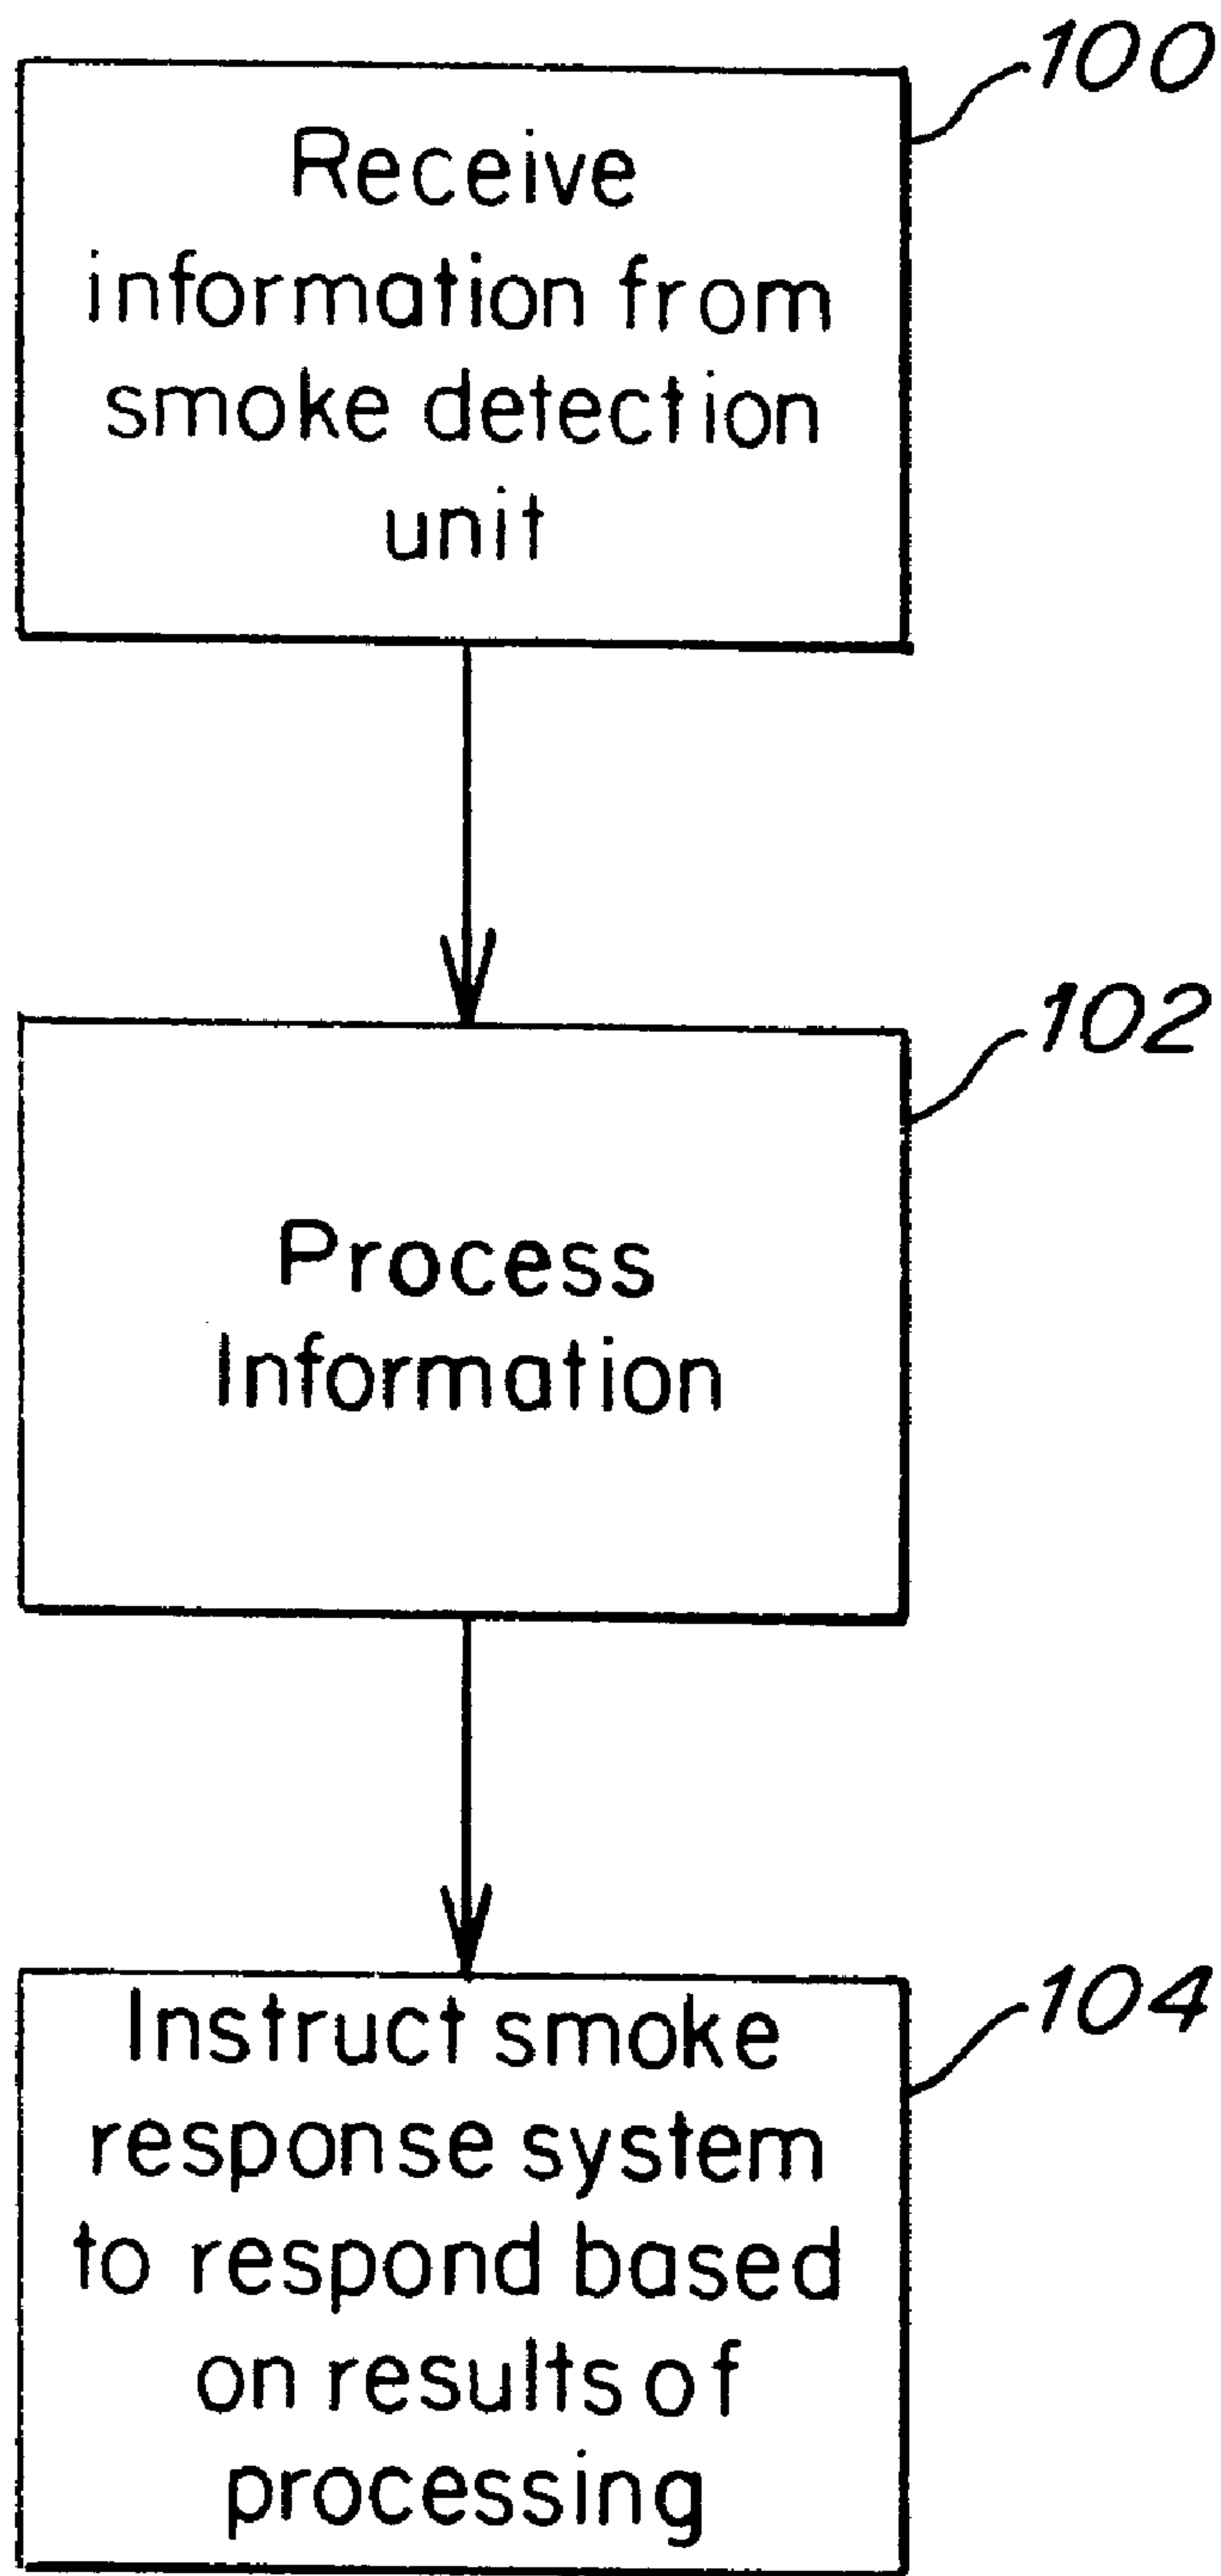 100
Receive
information from
smoke detection
unit
102
Process
Information
104
Instruct smoke
response system
to respond based
on results of
processing